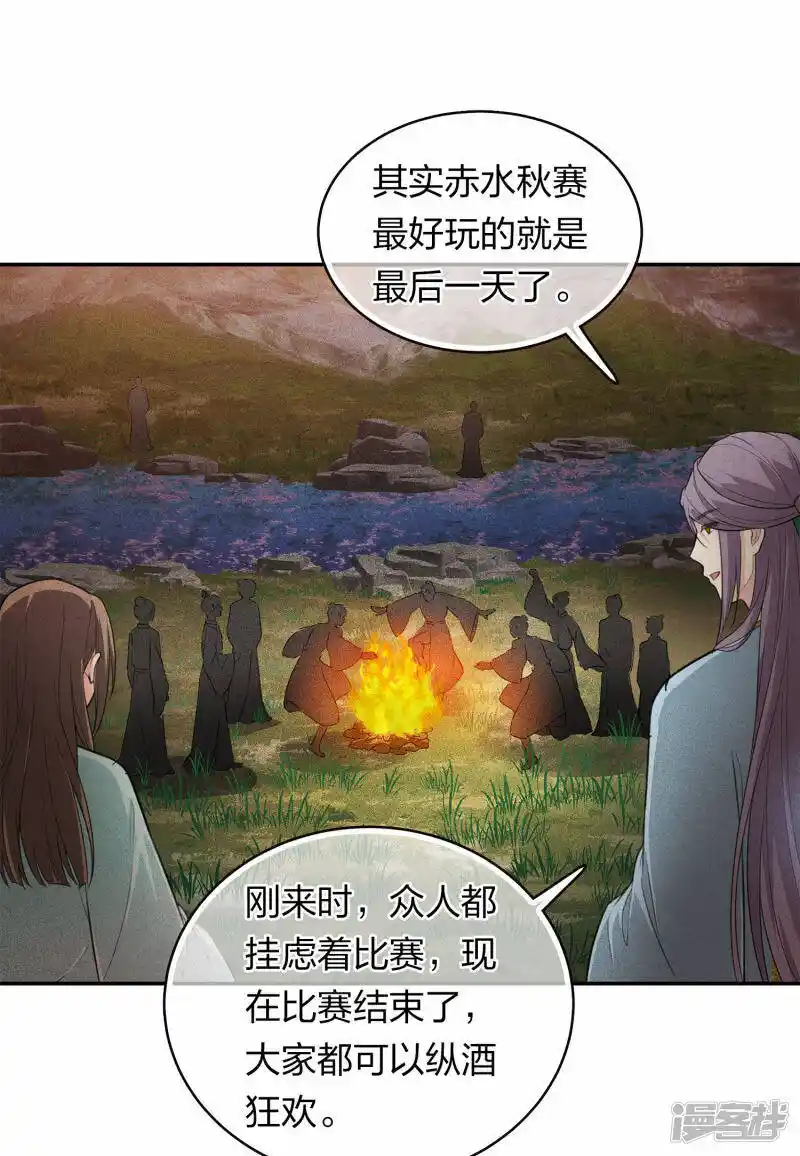 其实赤水秋赛
最好玩的就是
最后一天了。
刚来时，众人都
挂虑着比赛，现
在比赛结束了，
大家都可以纵酒
狂欢。
漫客栈